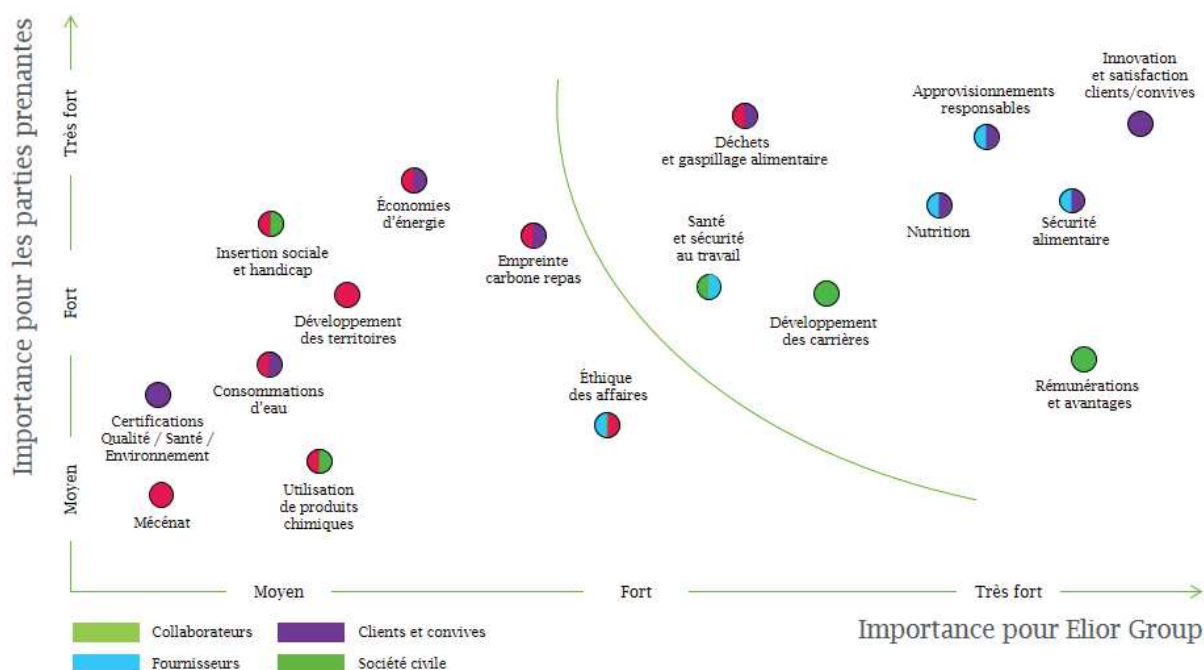 Importance pour les parties prenantes
Très fort
Fort
Moyen
Innovation
et satisfaction
clients/convives
Approvisionnements
responsables
Déchets
et gaspillage alimentaire
Économies
d'énergie
Nutrition
Sécurité
alimentaire
Santé
et sécurité
au travail
Insertion sociale
et handicap
Empreinte
carbone repas
Développement
des territoires
Développement
des carrières
Consommations
d'eau
Éthique
des affaires
Rémunérations
et avantages
Certifications
Qualité / Santé /
Environnement
Utilisation
de produits
chimiques
Mécénat
Moyen
Fort
Très fort
Importance pour Elior Group
Collaborateurs
Clients et convives
Fournisseurs
Société civile